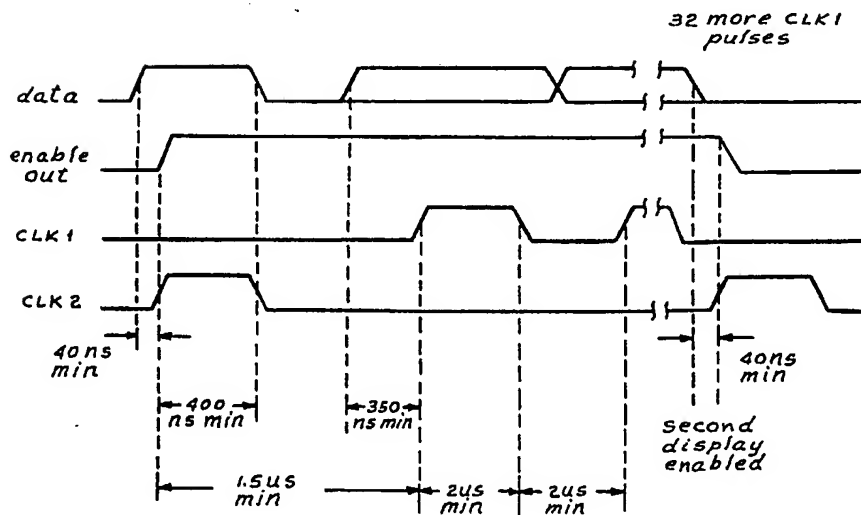 32 more CLK1
pulses
data
enable
out
CLK1
CLK2
40ns
min
400
ns min
350
ns min
40ns
min
second
display
enabled
1.5us
min
2us
min
2us
min